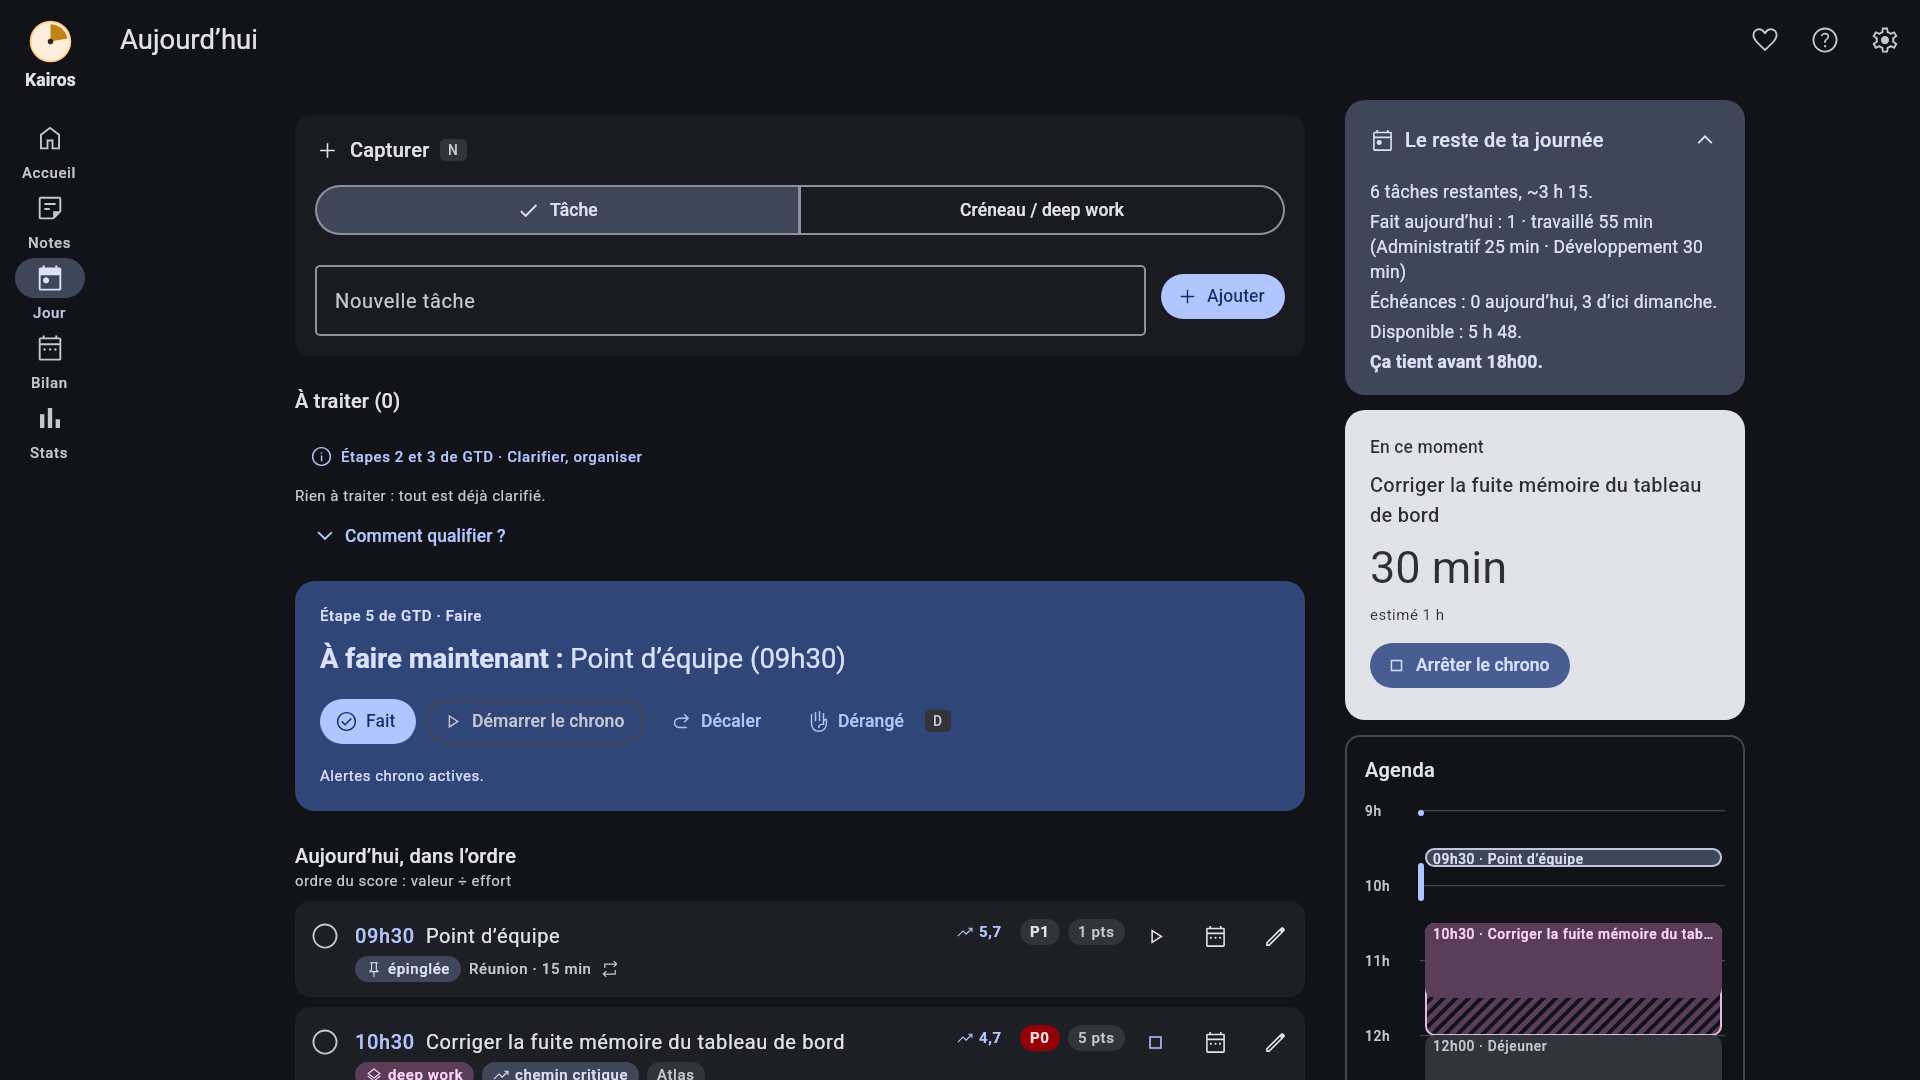 Kairos
Aujourd’hui
Accueil
Notes
Jour
Bilan
Stats
Capturer N
Tâche
Créneau / deep work
Nouvelle tâche
Ajouter
À traiter (0)
Étapes 2 et 3 de GTD · Clarifier, organiser
Rien à traiter : tout est déjà clarifié.
Comment qualifier ?
Étape 5 de GTD · Faire
À faire maintenant : Point d’équipe (09h30)
Fait
Démarrer le chrono
Décaler
Dérangé D
Alertes chrono actives.
Aujourd’hui, dans l’ordre
ordre du score : valeur ÷ effort
09h30 Point d’équipe
5,7 P1 1 pts
épinglée Réunion · 15 min
10h30 Corriger la fuite mémoire du tableau de bord
4,7 P0 5 pts
deep work chemin critique Atlas
Le reste de ta journée
6 tâches restantes, ~3 h 15.
Fait aujourd’hui : 1 · travaillé 55 min
(Administratif 25 min · Développement 30
min)
Échéances : 0 aujourd’hui, 3 d’ici dimanche.
Disponible : 5 h 48.
Ça tient avant 18h00.
En ce moment
Corriger la fuite mémoire du tableau
de bord
30 min
estimé 1 h
Arrêter le chrono
Agenda
9h
09h30 · Point d’équipe
10h
10h30 · Corriger la fuite mémoire du tab…
11h
12h
12h00 · Déjeuner